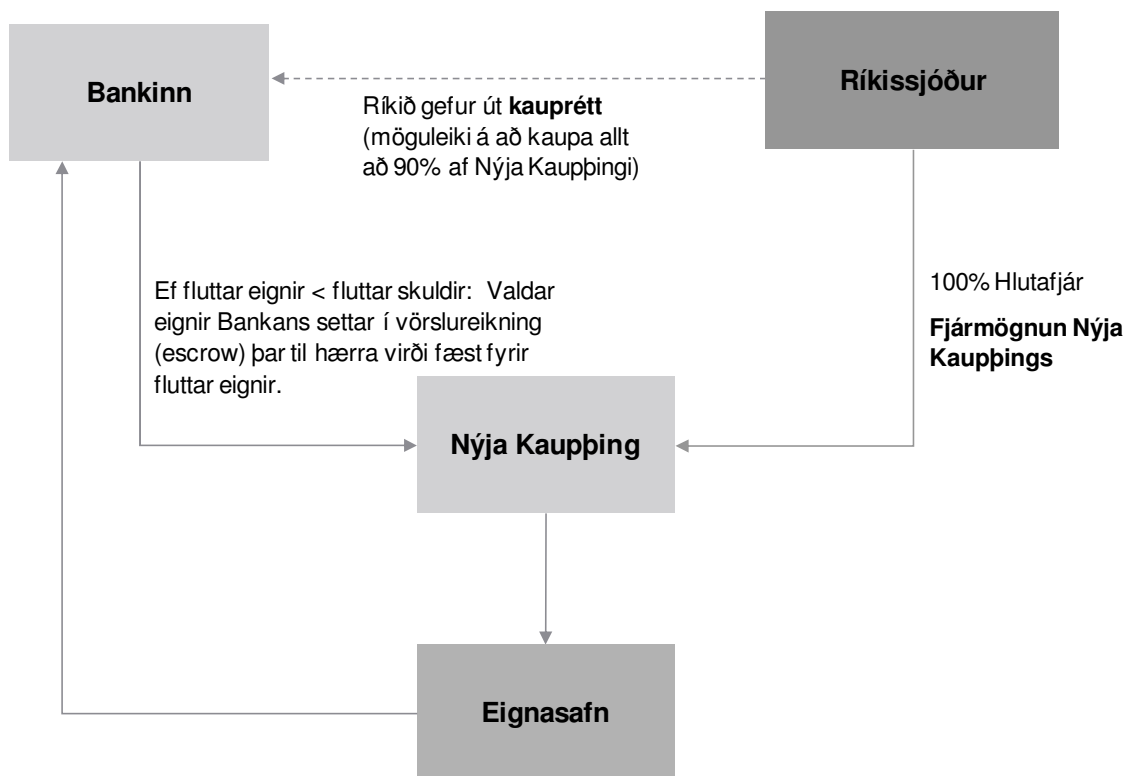 Bankinn
Ríkissjóður
Ríkið gefur út kauprétt
(möguleiki á að kaupa allt
að 90% af Nýja Kaupþingi)
Ef fluttar eignir < fluttar skuldir: Valdar
eignir Bankans settar í vörslureikning
(escrow) þar til hærra virði fæst fyrir
fluttar eignir.
100% Hlutafjár
Fjármögnun Nýja
Kaupþings
Nýja Kaupþing
Eignasafn